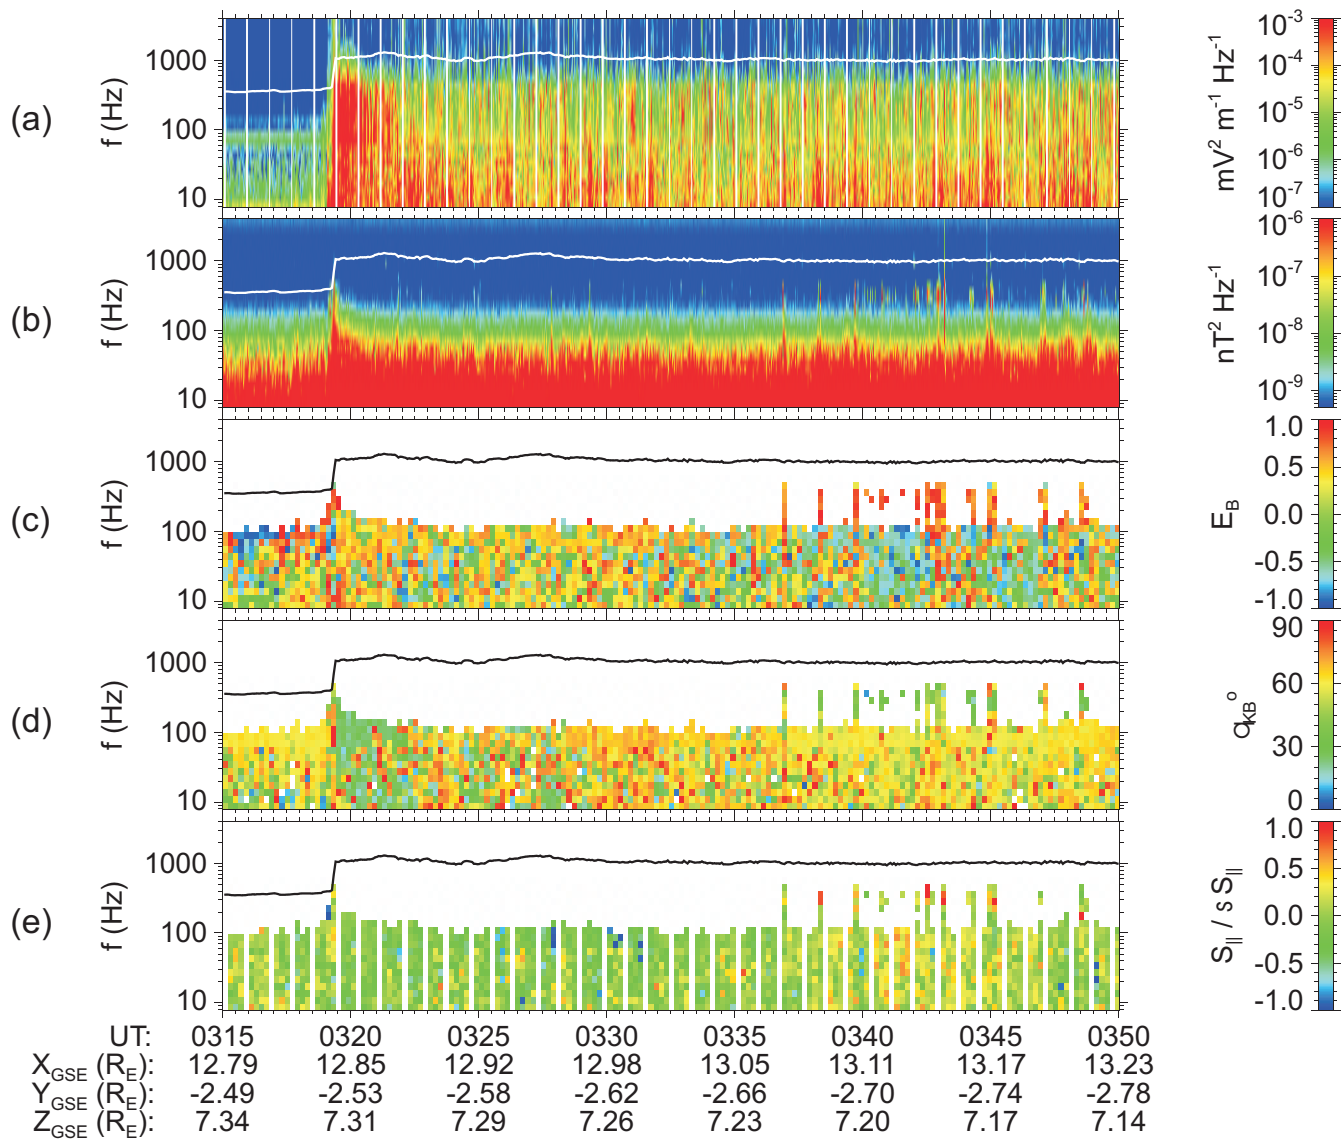 (a)
f (Hz)
1000
100
10
10⁻³
10⁻⁴
10⁻⁵
10⁻⁶
10⁻⁷
mV² m⁻¹ Hz⁻¹
(b)
f (Hz)
1000
100
10
10⁻⁶
10⁻⁷
10⁻⁸
10⁻⁹
nT² Hz⁻¹
(c)
f (Hz)
1000
100
10
1.0
0.5
0.0
-0.5
-1.0
E_B
(d)
f (Hz)
1000
100
10
90
60
30
0
q_KB°
(e)
f (Hz)
1000
100
10
1.0
0.5
0.0
-0.5
-1.0
S_|| / s S_||
UT: 0315 0320 0325 0330 0335 0340 0345 0350
X_GSE (R_E): 12.79 12.85 12.92 12.98 13.05 13.11 13.17 13.23
Y_GSE (R_E): -2.49 -2.53 -2.58 -2.62 -2.66 -2.70 -2.74 -2.78
Z_GSE (R_E): 7.34 7.31 7.29 7.26 7.23 7.20 7.17 7.14